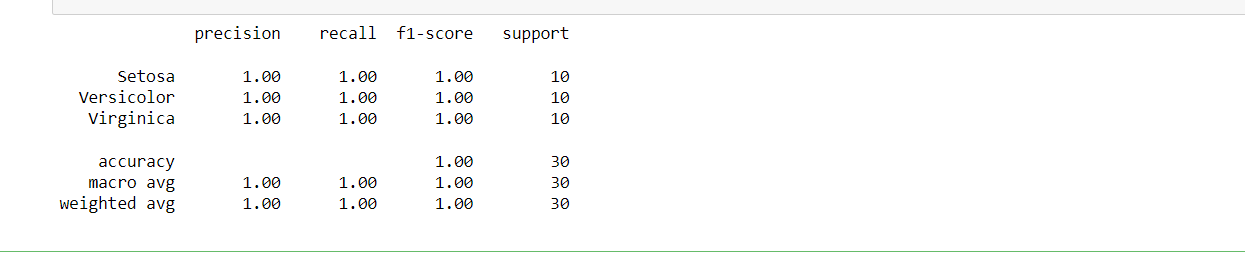 precision recall f1-score support
Setosa 1.00 1.00 1.00 10
Versicolor 1.00 1.00 1.00 10
Virginica 1.00 1.00 1.00 10
accuracy 1.00 30
macro avg 1.00 1.00 1.00 30
weighted avg 1.00 1.00 1.00 30